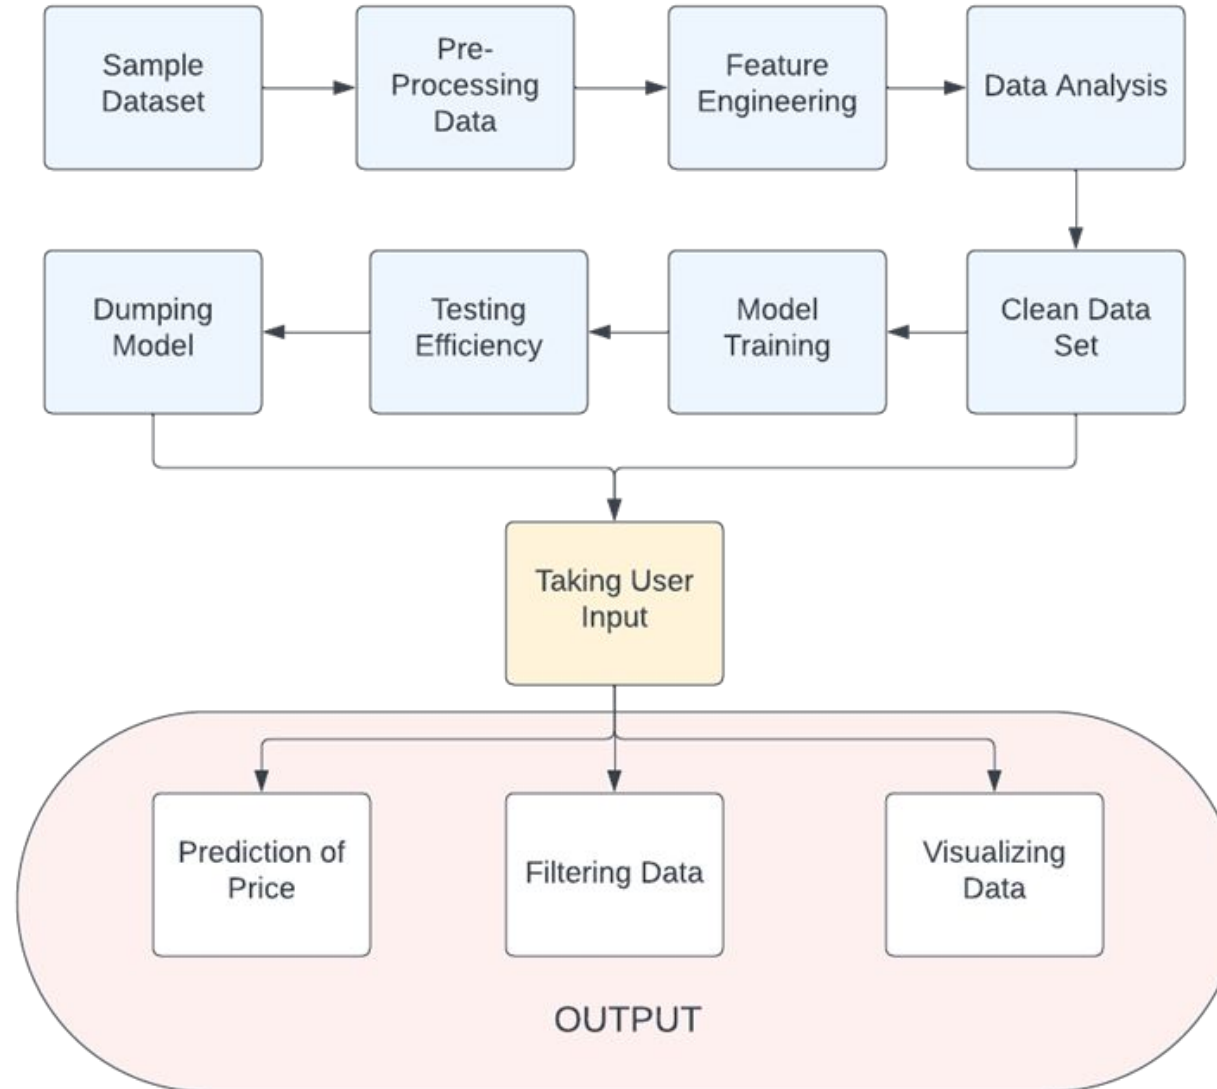 Sample
Dataset
Pre-
Processing
Data
Feature
Engineering
Data Analysis
Dumping
Model
Testing
Efficiency
Model
Training
Clean Data
Set
Taking User
Input
Prediction of
Price
Filtering Data
Visualizing
Data
OUTPUT